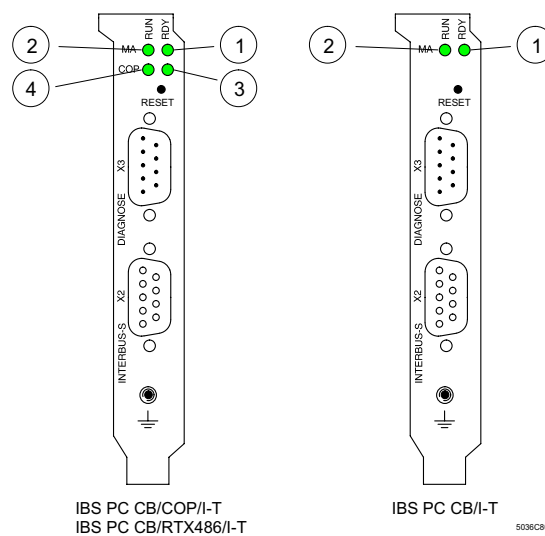 RUN RDY
2 MA 1
4 COP 3
RESET
X3
DIAGNOSE
X2
INTERBUS-S
IBS PC CB/COP/I-T
IBS PC CB/RTX486/I-T
RUN RDY
2 MA 1
RESET
X3
DIAGNOSE
X2
INTERBUS-S
IBS PC CB/I-T